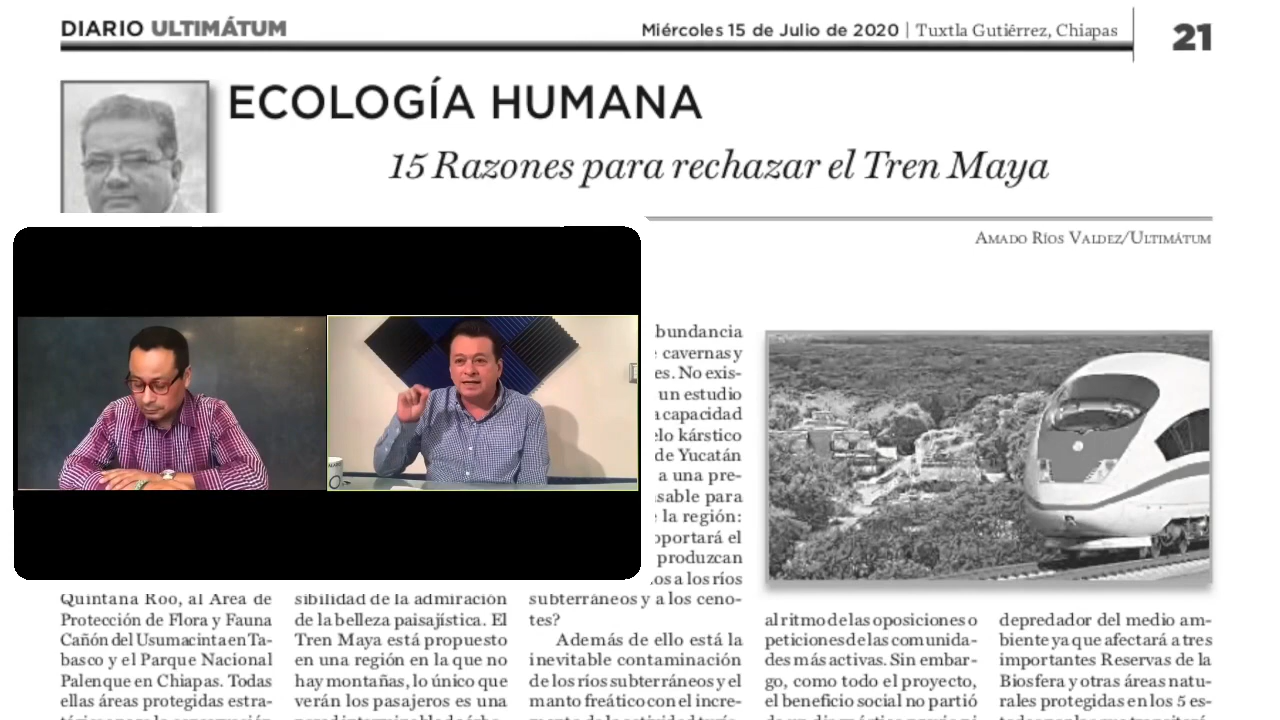 DIARIO ULTIMÁTUM
Miércoles 15 de Julio de 2020 | Tuxtla Gutiérrez, Chiapas
21
ECOLOGÍA HUMANA
15 Razones para rechazar el Tren Maya
AMADO RÍOS VALDEZ/ULTIMÁTUM
Quintana Roo, al Área de
Protección de Flora y Fauna
Cañón del Usumacinta en Ta-
basco y el Parque Nacional
Palenque en Chiapas. Todas
ellas áreas protegidas estra-
sibilidad de la admiración
de la belleza paisajística. El
Tren Maya está propuesto
en una región en la que no
hay montañas, lo único que
verán los pasajeros es una
bundancia
cavernas y
es. No exis-
un estudio
capacidad
elo kárstico
de Yucatán
a una pre-
nsable para
la región:
oportará el
produzcan
os a los ríos
subterráneos y a los ceno-
tes?
Además de ello está la
inevitable contaminación
de los ríos subterráneos y el
manto freático con el incre-
al ritmo de las oposiciones o
peticiones de las comunida-
des más activas. Sin embar-
go, como todo el proyecto,
el beneficio social no partió
depredador del medio am-
biente ya que afectará a tres
importantes Reservas de la
Biosfera y otras áreas natu-
rales protegidas en los 5 es-